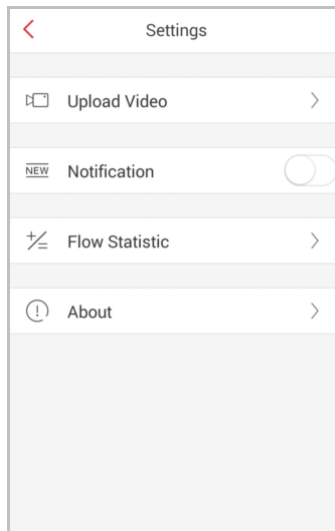 Settings
Upload Video
NEW Notification
Flow Statistic
About